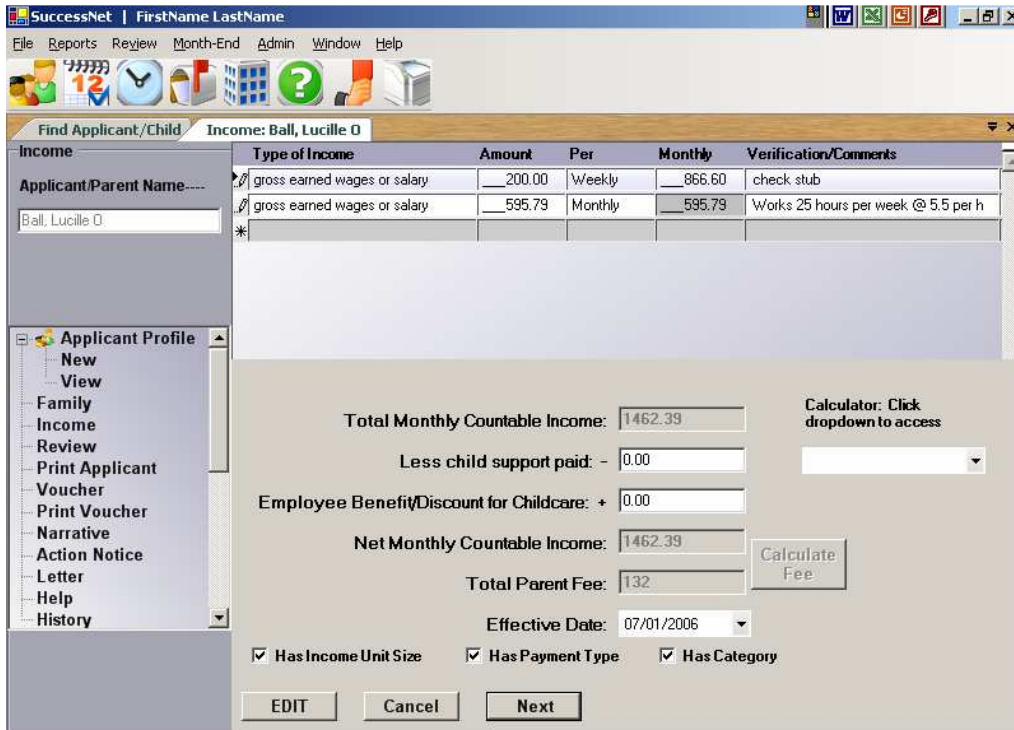 SuccessNet | FirstName LastName
File Reports Review Month-End Admin Window Help
12
Find Applicant/Child Income: Ball, Lucille O
Income
Applicant/Parent Name----
Ball, Lucille O
Type of Income Amount Per Monthly Verification/Comments
gross earned wages or salary ___200.00 Weekly ___866.60 check stub
gross earned wages or salary ___595.79 Monthly ___595.79 Works 25 hours per week @ 5.5 per h
Applicant Profile
New
View
Family
Income
Review
Print Applicant
Voucher
Print Voucher
Narrative
Action Notice
Letter
Help
History
Total Monthly Countable Income: 1462.39
Less child support paid: - 0.00
Employee Benefit/Discount for Childcare: + 0.00
Net Monthly Countable Income: 1462.39
Total Parent Fee: 132
Effective Date: 07/01/2006
Calculator: Click
dropdown to access
Calculate
Fee
Has Income Unit Size Has Payment Type Has Category
EDIT Cancel Next